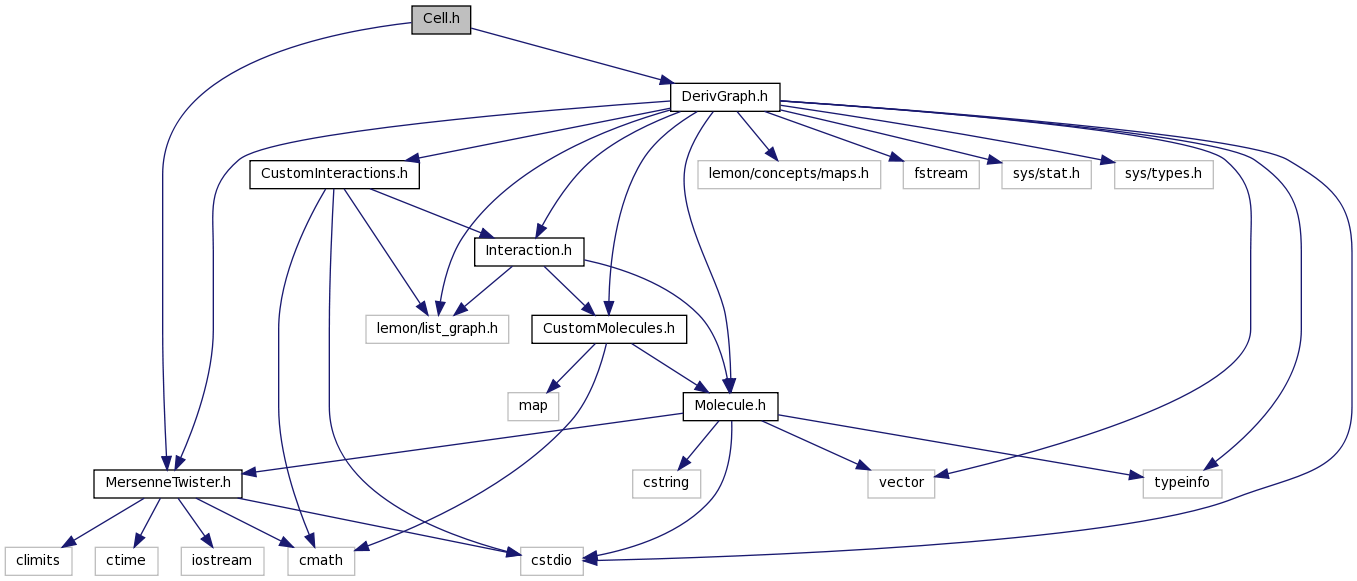 Cell.h
DerivGraph.h
CustomInteractions.h
lemon/concepts/maps.h
fstream
sys/stat.h
sys/types.h
Interaction.h
lemon/list_graph.h
CustomMolecules.h
map
Molecule.h
MersenneTwister.h
cstring
vector
typeinfo
climits
ctime
iostream
cmath
cstdio